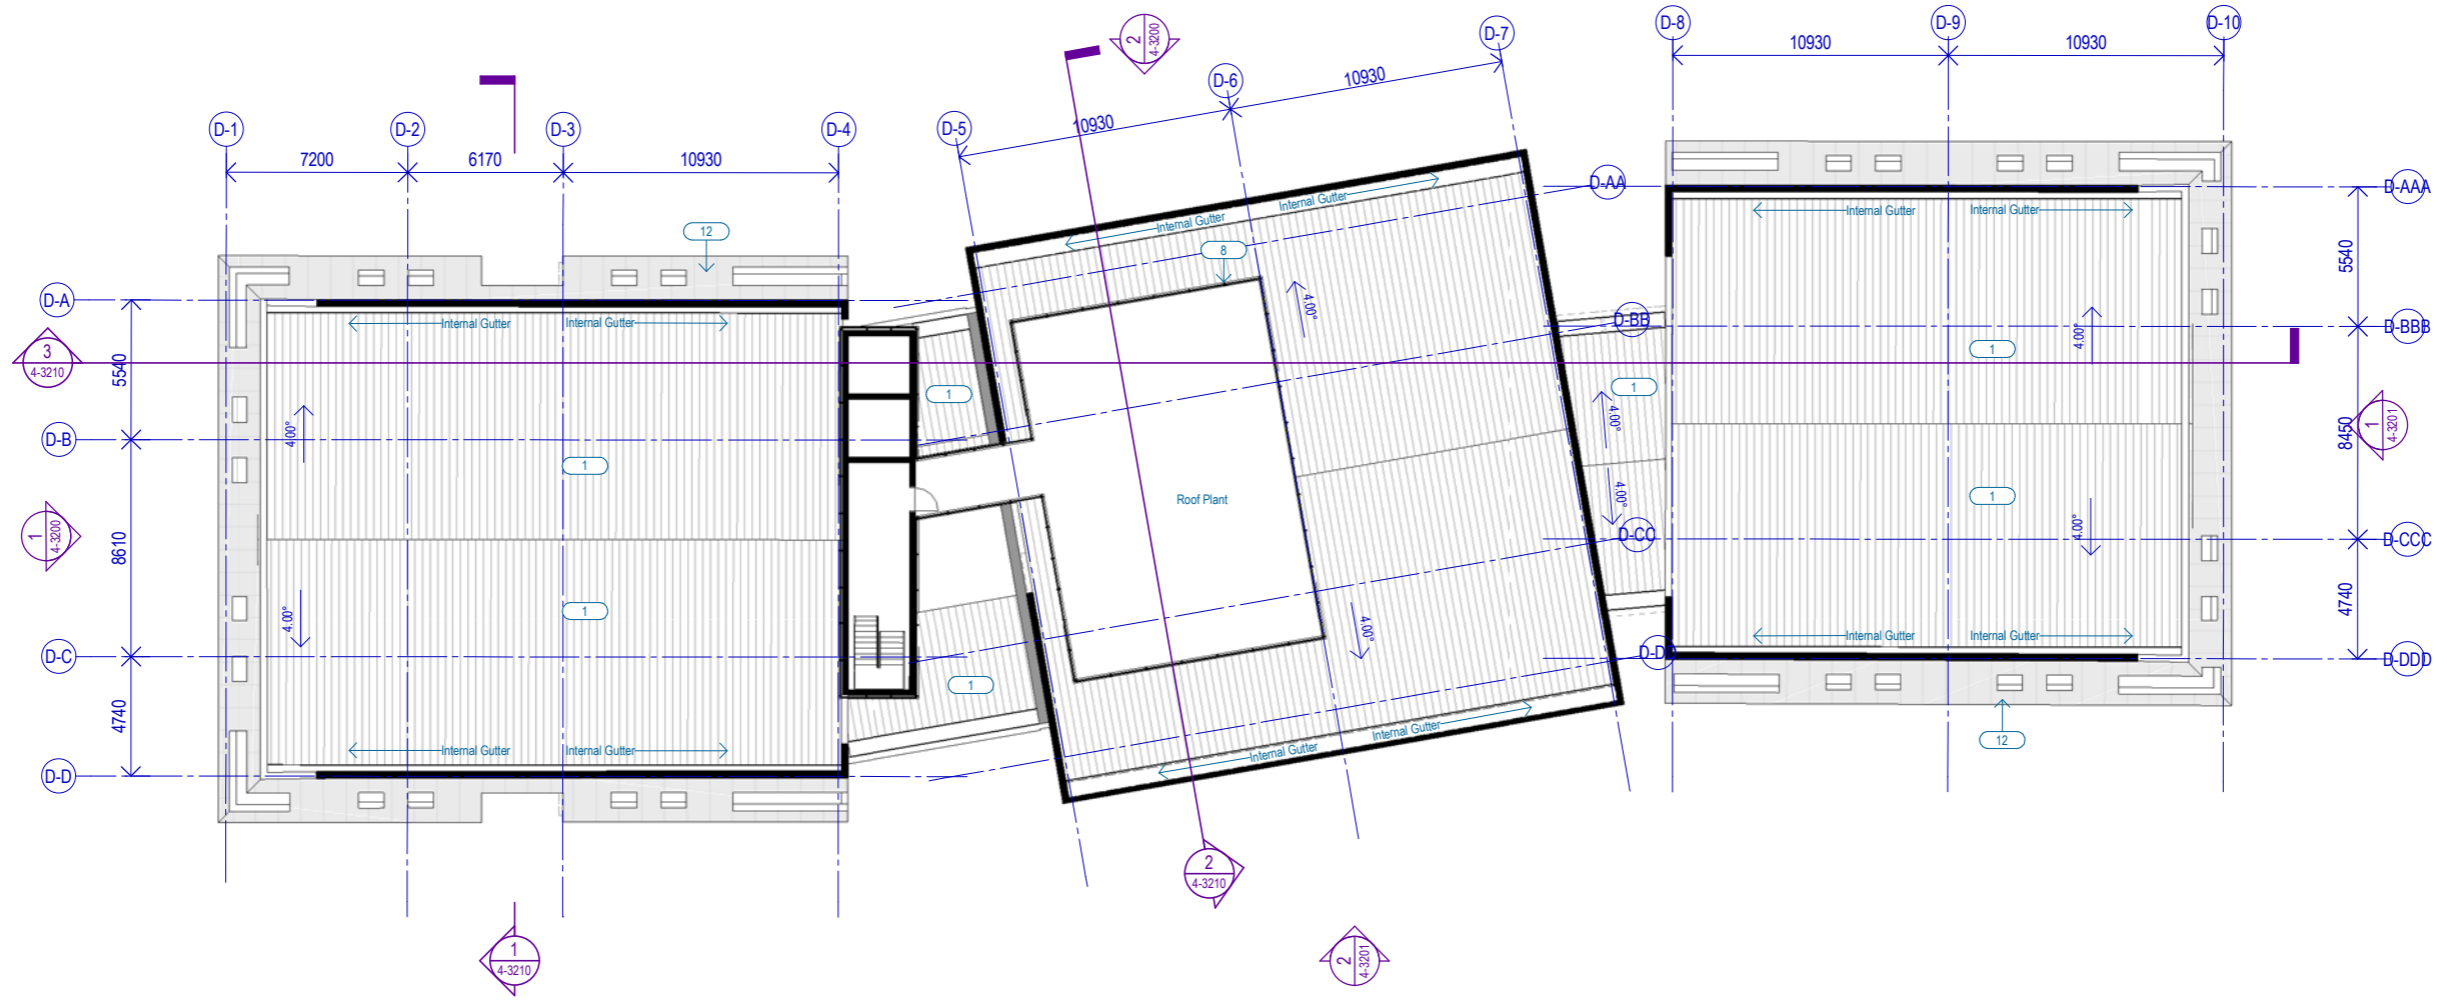 2
4-3200
D-7
D-8
D-9
D-10
10930
10930
D-6
10930
D-1
D-2
D-3
D-4
D-5
10930
7200
6170
10930
D-AA
D-AAA
Internal Gutter
Internal Gutter
Internal Gutter
Internal Gutter
12
8
5540
D-A
4.00°
D-BB
D-BBB
Internal Gutter
Internal Gutter
4.00°
1
3
4-3210
5540
1
1
4.00°
1
4-3201
D-B
4.00°
8450
1
1
Roof Plant
4.00°
1
4-3200
8610
4.00°
D-CC
D-CCC
1
4.00°
4.00°
4740
Internal Gutter
Internal Gutter
D-C
D-D
D-DDD
1
4740
Internal Gutter
Internal Gutter
Internal Gutter
Internal Gutter
12
D-D
2
4-3210
1
4-3210
2
4-3201